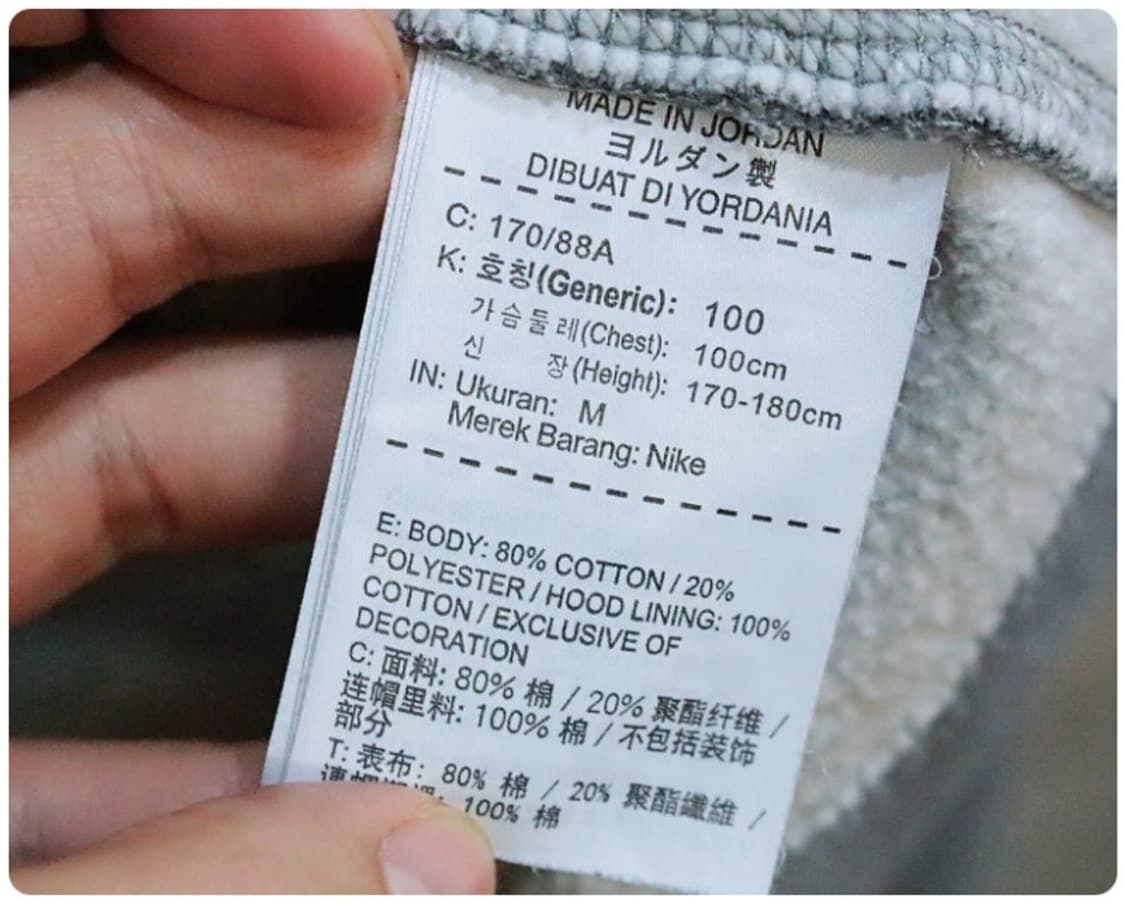 MADE IN JORDAN
ヨルダン製
DIBUAT DI YORDANIA
C: 170/88A
K: 호칭(Generic): 100
가슴둘레(Chest): 100cm
신 장(Height): 170-180cm
IN: Ukuran: M
Merek Barang: Nike
E: BODY: 80% COTTON / 20%
POLYESTER / HOOD LINING: 100%
COTTON / EXCLUSIVE OF
DECORATION
C: 面料: 80% 棉 / 20% 聚酯纤维 /
连帽里料: 100% 棉 / 不包括装饰
部分
T: 表布: 80% 棉 / 20% 聚酯纖維 /
連帽 100% 棉